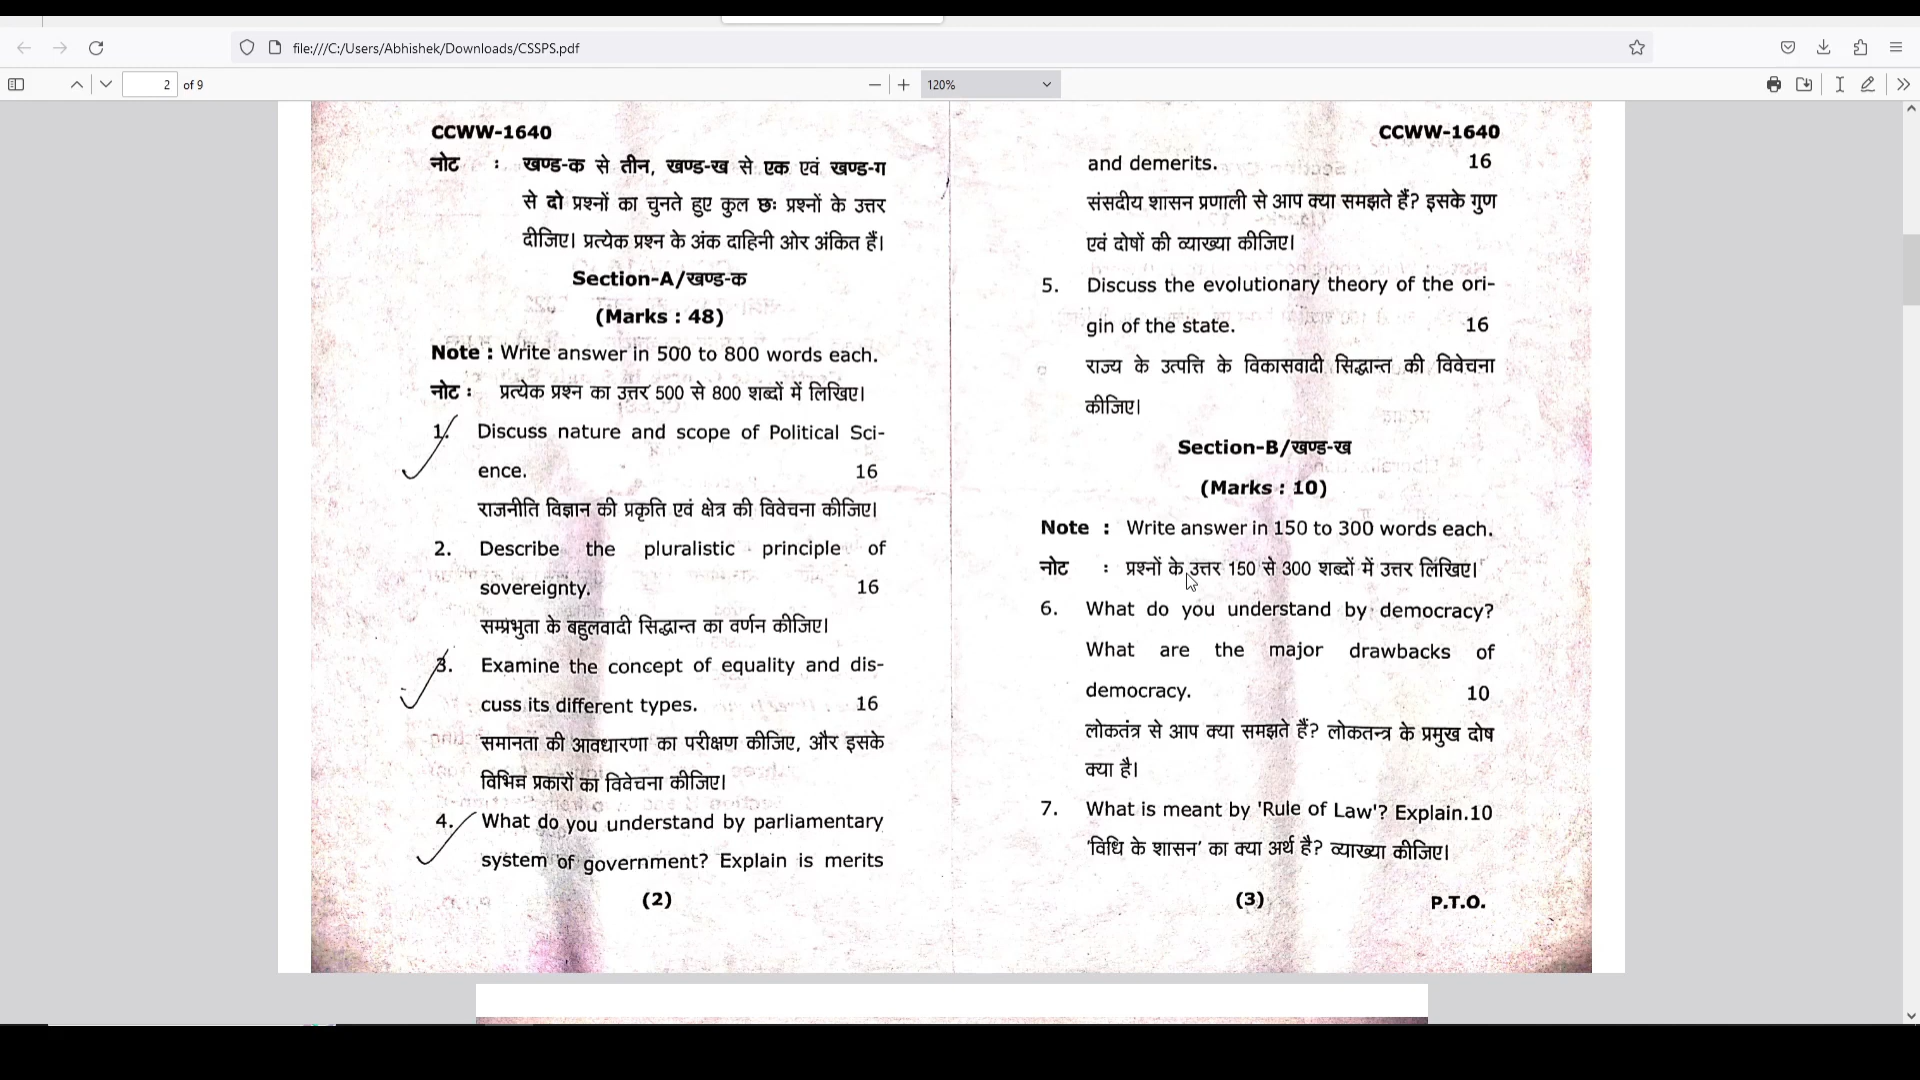 file:///C:/Users/Abhishek/Downloads/CSSPS.pdf
2 of 9
120%
CCWW-1640
नोट : खण्ड-क से तीन, खण्ड-ख से एक एवं खण्ड-ग
से दो प्रश्नों का चुनते हुए कुल छः प्रश्नों के उत्तर
दीजिए। प्रत्येक प्रश्न के अंक दाहिनी ओर अंकित हैं।
Section-A/खण्ड-क
(Marks : 48)
Note : Write answer in 500 to 800 words each.
नोट : प्रत्येक प्रश्न का उत्तर 500 से 800 शब्दों में लिखिए।
1. Discuss nature and scope of Political Sci-
ence. 16
राजनीति विज्ञान की प्रकृति एवं क्षेत्र की विवेचना कीजिए।
2. Describe the pluralistic principle of
sovereignty. 16
सम्प्रभुता के बहुलवादी सिद्धान्त का वर्णन कीजिए।
3. Examine the concept of equality and dis-
cuss its different types. 16
समानता की आवधारणा का परीक्षण कीजिए, और इसके
विभिन्न प्रकारों का विवेचना कीजिए।
4. What do you understand by parliamentary
system of government? Explain is merits
(2)
CCWW-1640
and demerits. 16
संसदीय शासन प्रणाली से आप क्या समझते हैं? इसके गुण
एवं दोषों की व्याख्या कीजिए।
5. Discuss the evolutionary theory of the ori-
gin of the state. 16
राज्य के उत्पत्ति के विकासवादी सिद्धान्त की विवेचना
कीजिए।
Section-B/खण्ड-ख
(Marks : 10)
Note : Write answer in 150 to 300 words each.
नोट : प्रश्नों के उत्तर 150 से 300 शब्दों में उत्तर लिखिए।
6. What do you understand by democracy?
What are the major drawbacks of
democracy. 10
लोकतंत्र से आप क्या समझते हैं? लोकतन्त्र के प्रमुख दोष
क्या है।
7. What is meant by 'Rule of Law'? Explain.10
'विधि के शासन' का क्या अर्थ है? व्याख्या कीजिए।
(3) P.T.O.